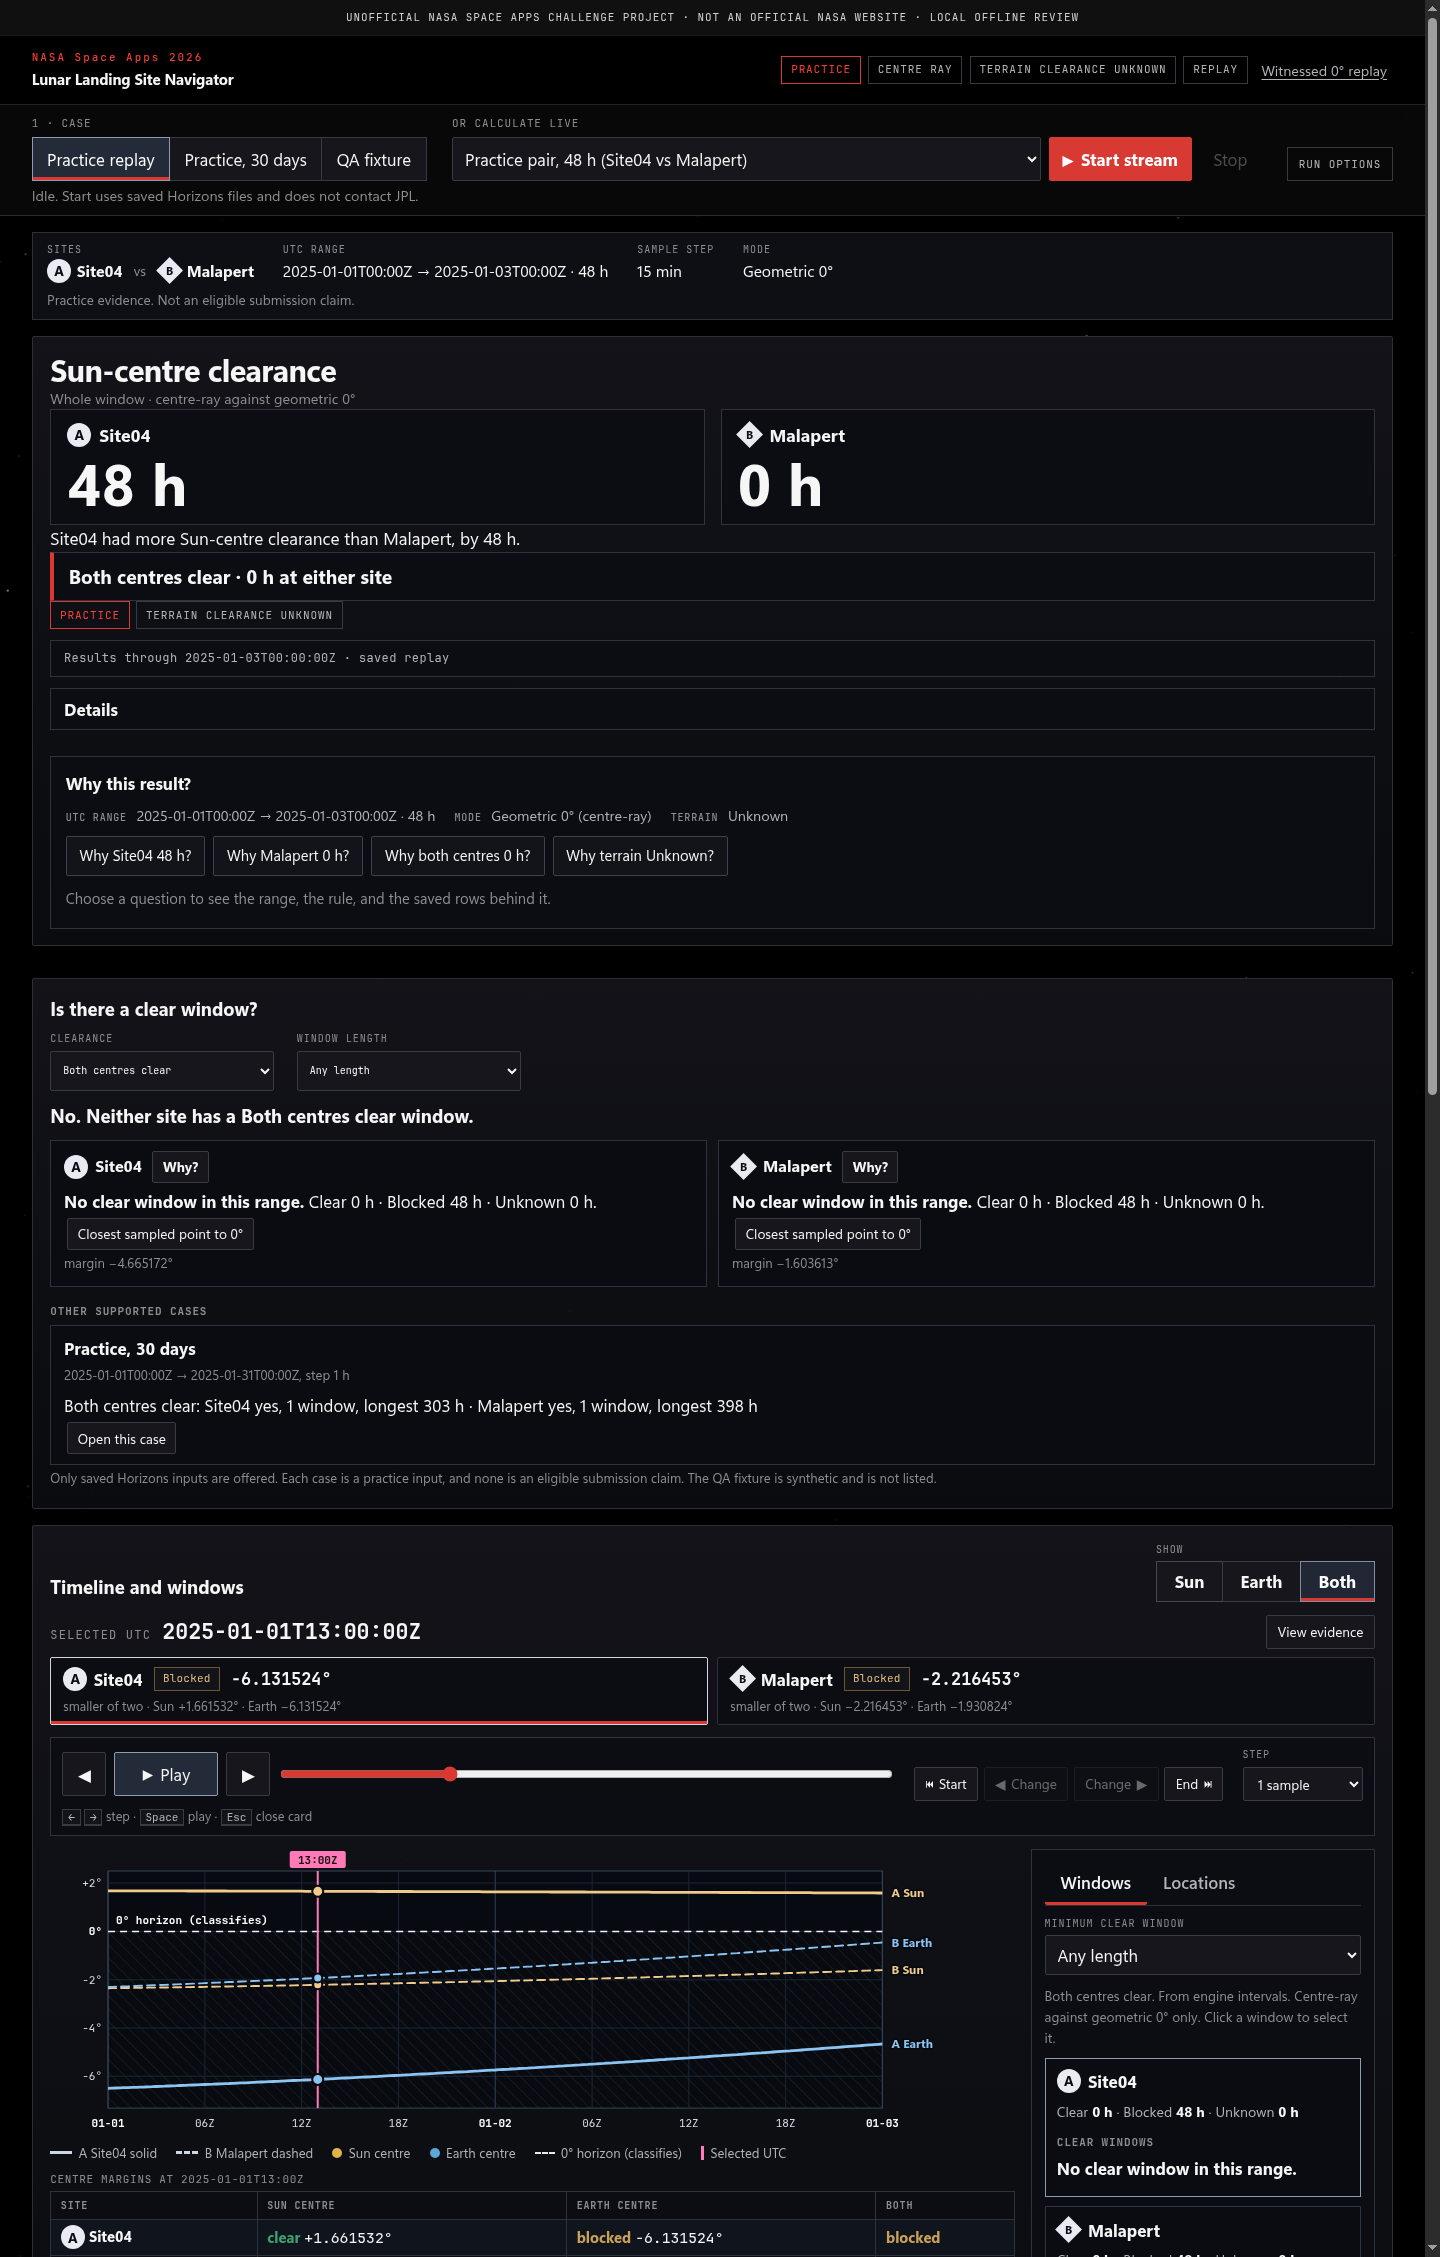 UNOFFICIAL NASA SPACE APPS CHALLENGE PROJECT · NOT AN OFFICIAL NASA WEBSITE · LOCAL OFFLINE REVIEW
NASA Space Apps 2026
Lunar Landing Site Navigator
PRACTICE CENTRE RAY TERRAIN CLEARANCE UNKNOWN REPLAY Witnessed 0° replay
1 · CASE
Practice replay Practice, 30 days QA fixture
OR CALCULATE LIVE
Practice pair, 48 h (Site04 vs Malapert) ▶ Start stream Stop RUN OPTIONS
Idle. Start uses saved Horizons files and does not contact JPL.
SITES
A Site04 vs B Malapert
UTC RANGE
2025-01-01T00:00Z → 2025-01-03T00:00Z · 48 h
SAMPLE STEP
15 min
MODE
Geometric 0°
Practice evidence. Not an eligible submission claim.
Sun-centre clearance
Whole window · centre-ray against geometric 0°
A Site04
48 h
B Malapert
0 h
Site04 had more Sun-centre clearance than Malapert, by 48 h.
Both centres clear · 0 h at either site
PRACTICE TERRAIN CLEARANCE UNKNOWN
Results through 2025-01-03T00:00:00Z · saved replay
Details
Why this result?
UTC RANGE 2025-01-01T00:00Z → 2025-01-03T00:00Z · 48 h MODE Geometric 0° (centre-ray) TERRAIN Unknown
Why Site04 48 h? Why Malapert 0 h? Why both centres 0 h? Why terrain Unknown?
Choose a question to see the range, the rule, and the saved rows behind it.
Is there a clear window?
CLEARANCE WINDOW LENGTH
Both centres clear Any length
No. Neither site has a Both centres clear window.
A Site04 Why?
No clear window in this range. Clear 0 h · Blocked 48 h · Unknown 0 h.
Closest sampled point to 0°
margin −4.665172°
B Malapert Why?
No clear window in this range. Clear 0 h · Blocked 48 h · Unknown 0 h.
Closest sampled point to 0°
margin −1.603613°
OTHER SUPPORTED CASES
Practice, 30 days
2025-01-01T00:00Z → 2025-01-31T00:00Z, step 1 h
Both centres clear: Site04 yes, 1 window, longest 303 h · Malapert yes, 1 window, longest 398 h
Open this case
Only saved Horizons inputs are offered. Each case is a practice input, and none is an eligible submission claim. The QA fixture is synthetic and is not listed.
Timeline and windows
SHOW
Sun Earth Both
SELECTED UTC 2025-01-01T13:00:00Z
View evidence
A Site04 Blocked -6.131524°
smaller of two · Sun +1.661532° · Earth −6.131524°
B Malapert Blocked -2.216453°
smaller of two · Sun −2.216453° · Earth −1.930824°
◀ ▶ Play ▶
⏮ Start ◀ Change Change ▶ End ⏭
STEP
1 sample
← → step · Space play · Esc close card
13:00Z
+2°
0° horizon (classifies)
0°
-2°
-4°
-6°
A Sun
B Earth
B Sun
A Earth
01-01 06Z 12Z 18Z 01-02 06Z 12Z 18Z 01-03
A Site04 solid B Malapert dashed Sun centre Earth centre 0° horizon (classifies) Selected UTC
CENTRE MARGINS AT 2025-01-01T13:00Z
SITE SUN CENTRE EARTH CENTRE BOTH
A Site04 clear +1.661532° blocked -6.131524° blocked
Windows Locations
MINIMUM CLEAR WINDOW
Any length
Both centres clear. From engine intervals. Centre-ray
against geometric 0° only. Click a window to select
it.
A Site04
Clear 0 h · Blocked 48 h · Unknown 0 h
CLEAR WINDOWS
No clear window in this range.
B Malapert